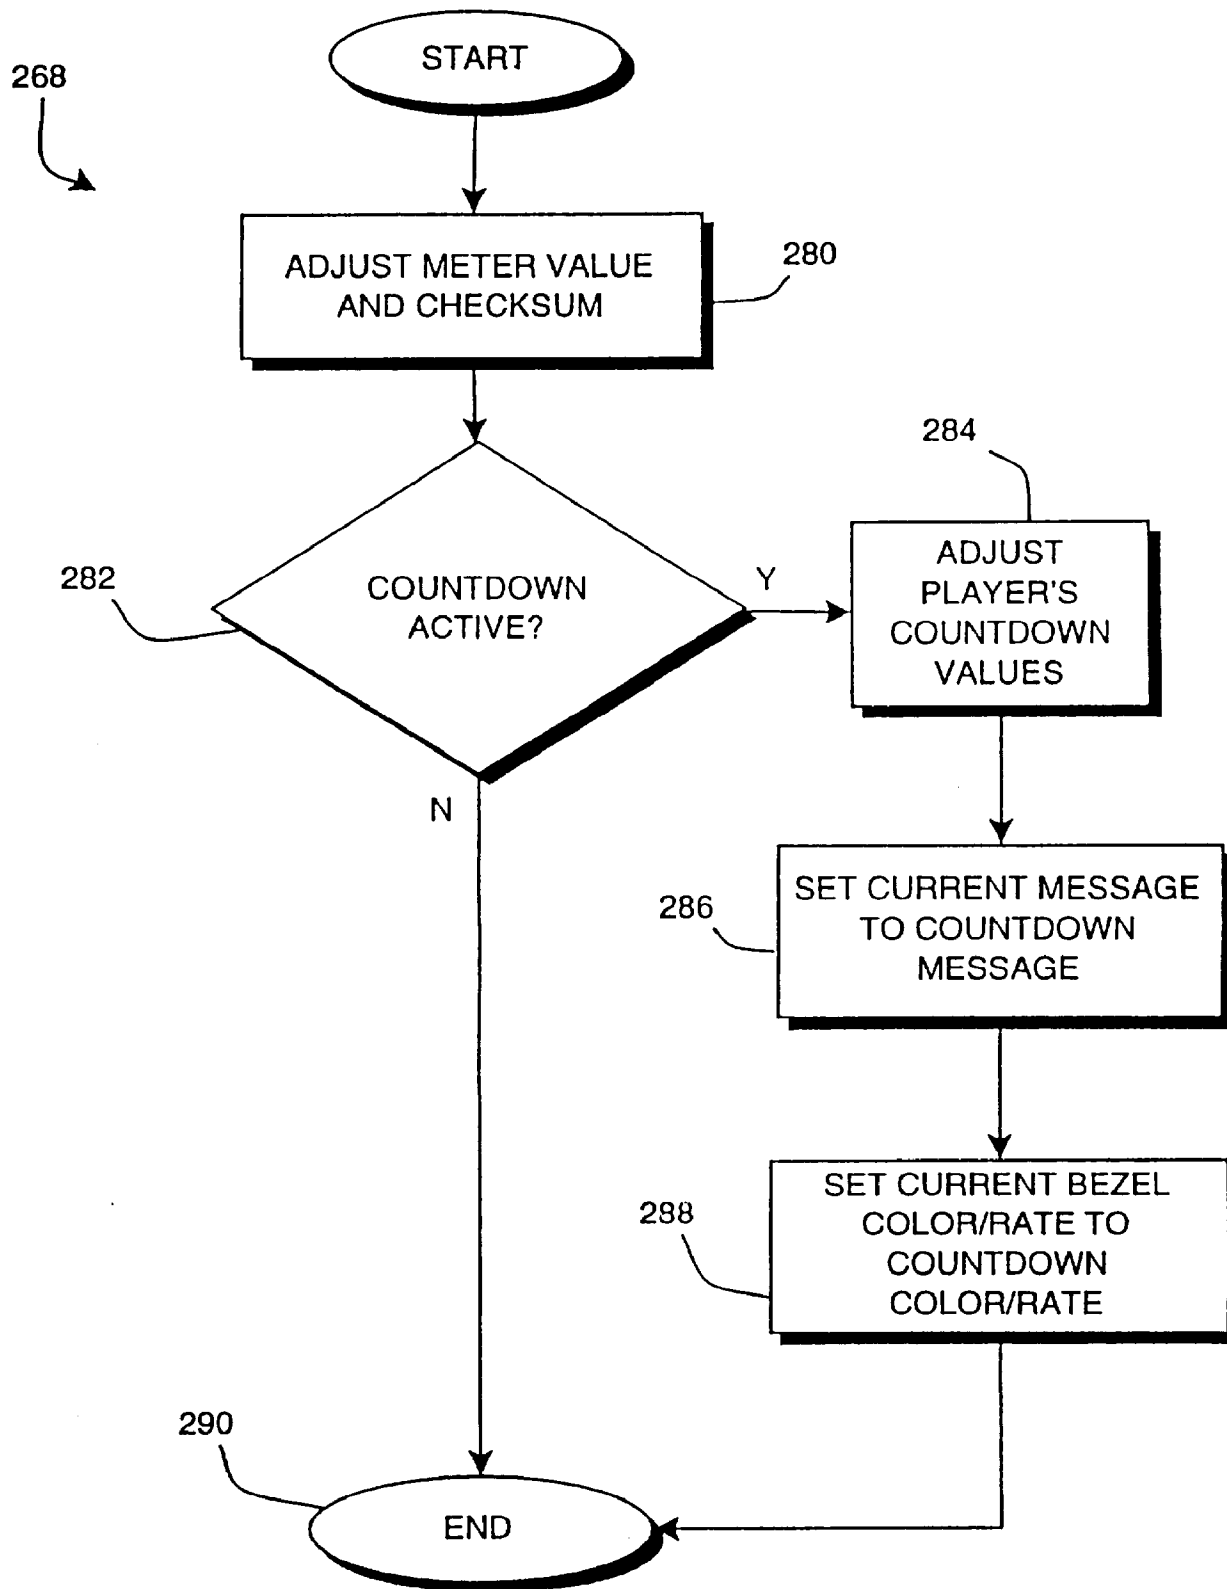 START
268
ADJUST METER VALUE
AND CHECKSUM
280
284
282
COUNTDOWN
ACTIVE?
Y
ADJUST
PLAYER'S
COUNTDOWN
VALUES
N
286
SET CURRENT MESSAGE
TO COUNTDOWN
MESSAGE
288
SET CURRENT BEZEL
COLOR/RATE TO
COUNTDOWN
COLOR/RATE
290
END